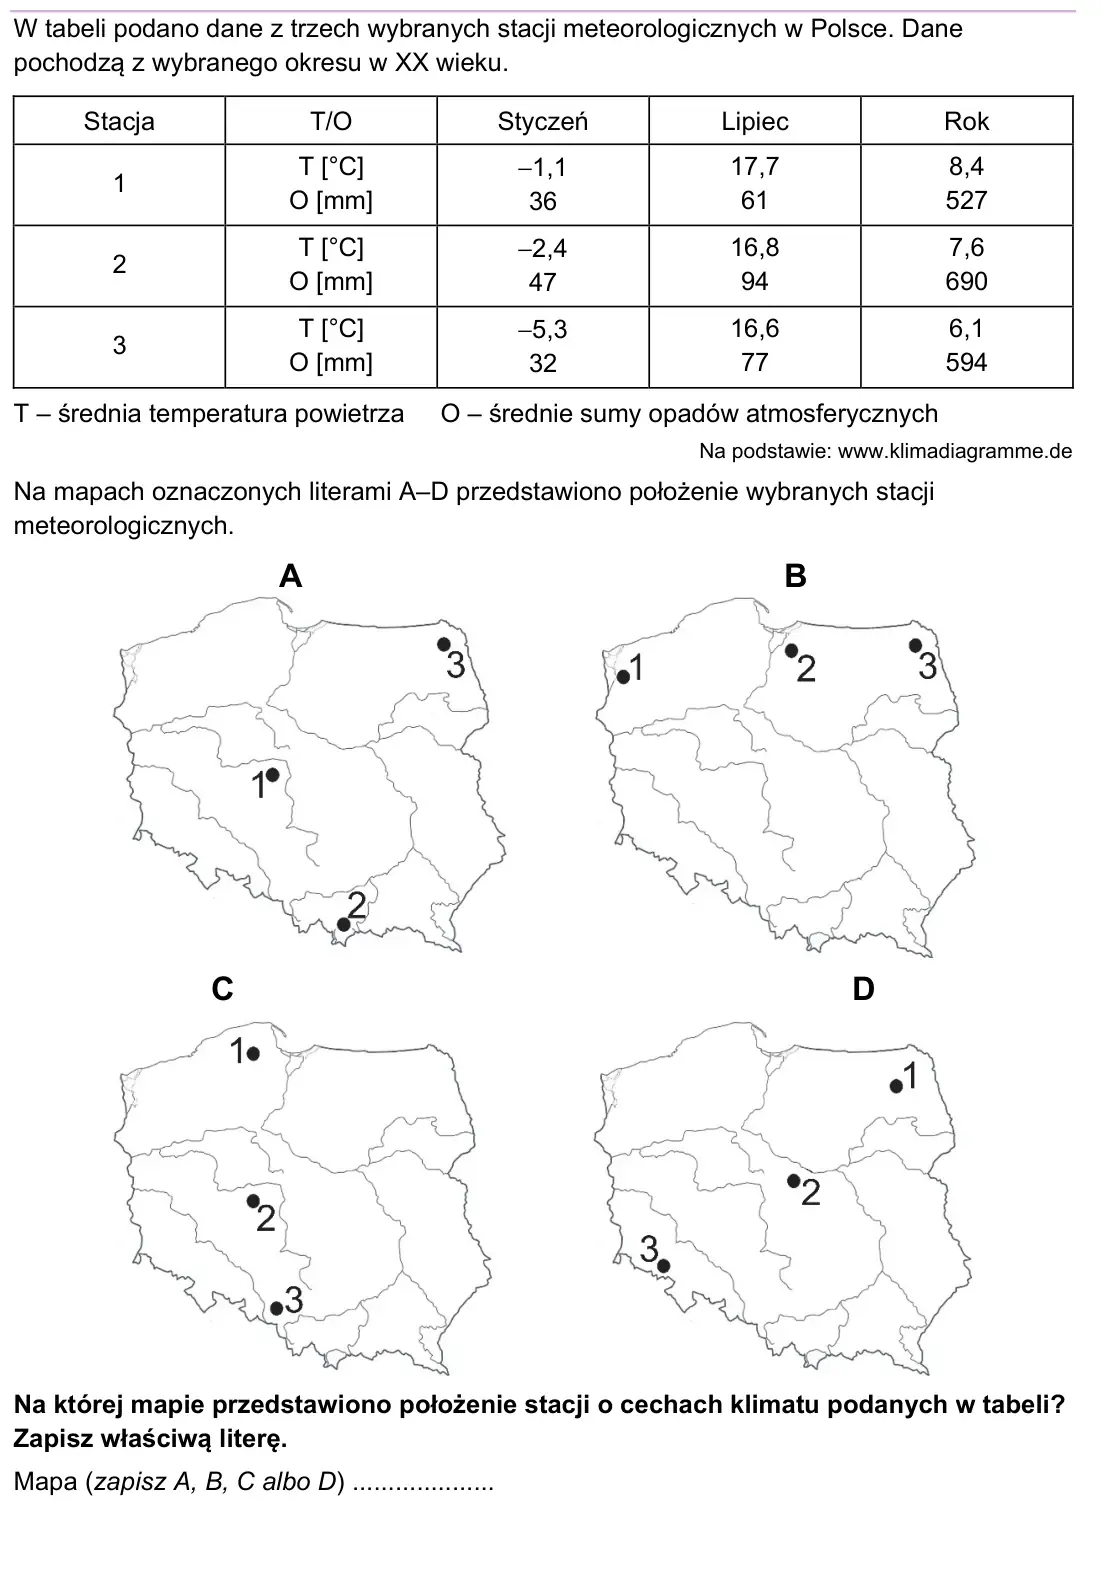 W tabeli podano dane z trzech wybranych stacji meteorologicznych w Polsce. Dane
pochodzą z wybranego okresu w XX wieku.
Stacja T/O Styczeń Lipiec Rok
1 T [°C] –1,1 17,7 8,4
O [mm] 36 61 527
2 T [°C] –2,4 16,8 7,6
O [mm] 47 94 690
3 T [°C] –5,3 16,6 6,1
O [mm] 32 77 594
T – średnia temperatura powietrza O – średnie sumy opadów atmosferycznych
Na podstawie: www.klimadiagramme.de
Na mapach oznaczonych literami A–D przedstawiono położenie wybranych stacji
meteorologicznych.
A
3
1
2
B
1
2
3
C
1
2
3
D
1
2
3
Na której mapie przedstawiono położenie stacji o cechach klimatu podanych w tabeli?
Zapisz właściwą literę.
Mapa (zapisz A, B, C albo D) ....................